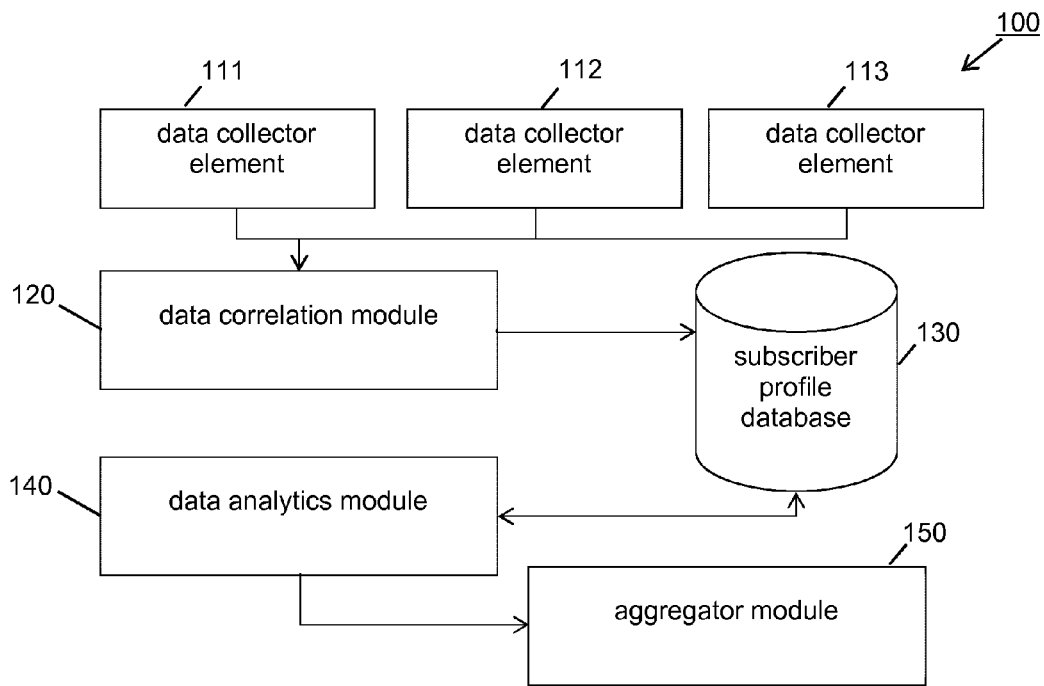 100
111
112
113
data collector
element
data collector
element
data collector
element
120
data correlation module
130
subscriber
profile
database
140
data analytics module
150
aggregator module